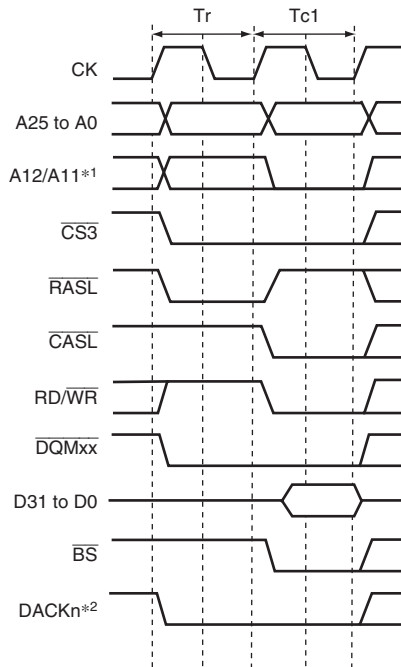 Tr Tc1
CK
A25 to A0
A12/A11*1
CS3
RASL
CASL
RD/WR
DQMxx
D31 to D0
BS
DACKn*2